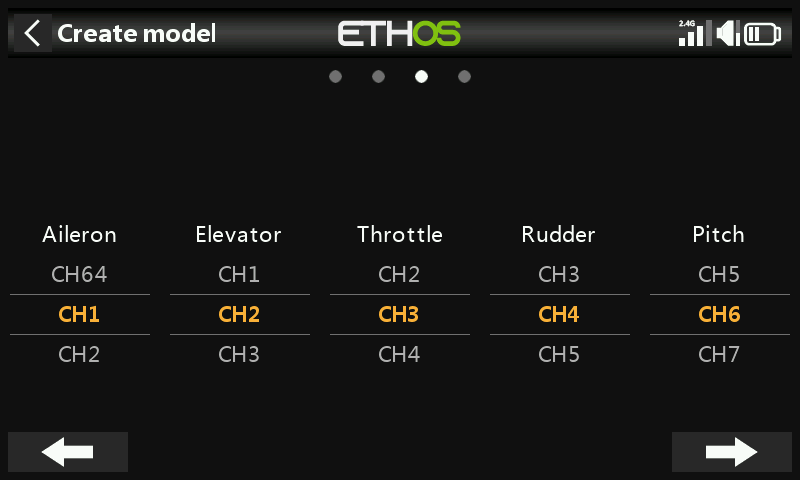 Create model
ETHOS
2.4G
Aileron Elevator Throttle Rudder Pitch
CH64 CH1 CH2 CH3 CH5
CH1 CH2 CH3 CH4 CH6
CH2 CH3 CH4 CH5 CH7